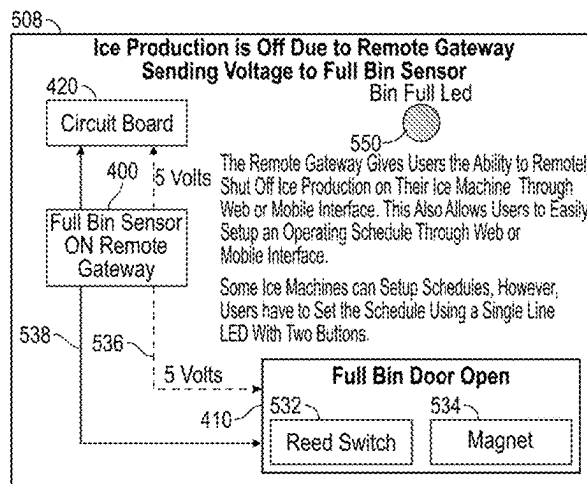 508
Ice Production is Off Due to Remote Gateway
Sending Voltage to Full Bin Sensor
420
Bin Full Led
Circuit Board
550
5 Volts
400
The Remote Gateway Gives Users the Ability to Remotel
Shut Off Ice Production on Their Ice Machine Through
Web or Mobile Interface. This Also Allows Users to Easily
Setup an Operating Schedule Through Web or
Mobile Interface.
Full Bin Sensor
ON Remote
Gateway
Some Ice Machines can Setup Schedules, However,
Users have to Set the Schedule Using a Single Line
LED With Two Buttons.
538
536
5 Volts
Full Bin Door Open
410
532
534
Reed Switch
Magnet